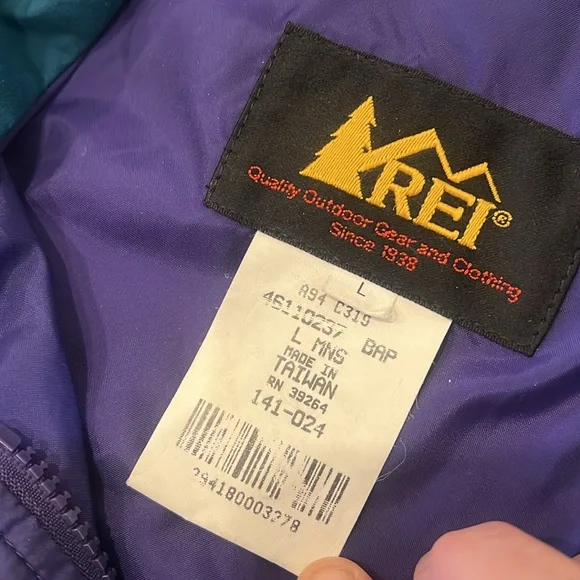 REI®
Quality Outdoor Gear and Clothing
Since 1938
L
A94 C319
46110237 BAP
L MNS
MADE IN
TAIWAN
RN 39264
141-024
294180003278